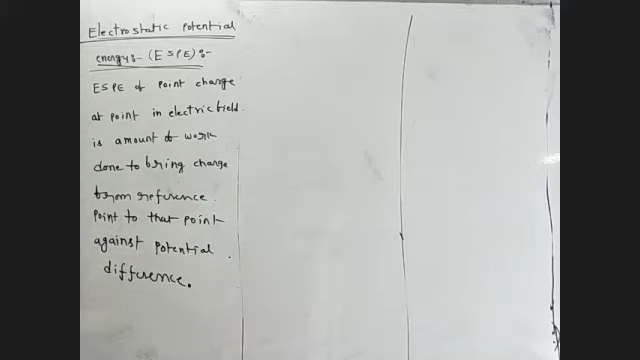 Electrostatic potential
energy:- (ESPE):-
ESPE of point charge
at point in electric field.
is amount of work
done to bring charge
from reference.
point to that point
against potential.
difference.